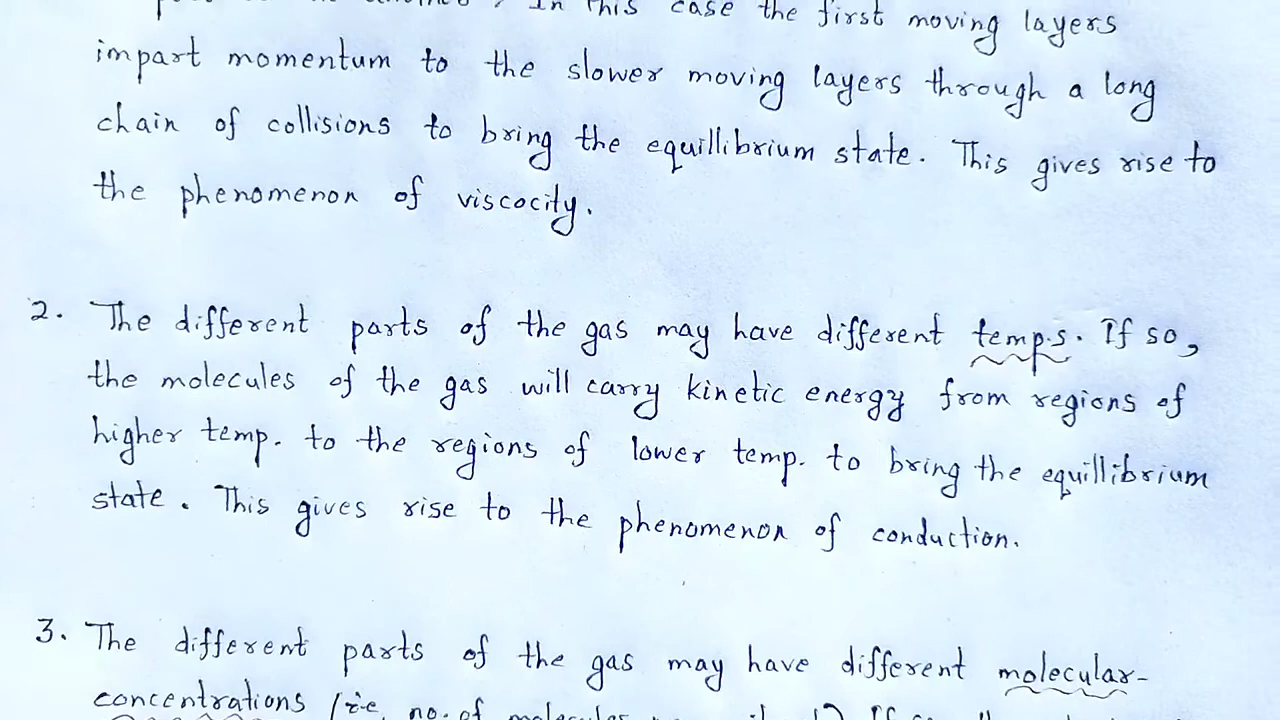 In this case the first moving layers
impart momentum to the slower moving layers through a long
chain of collisions to bring the equillibrium state. This gives rise to
the phenomenon of viscocity.
2. The different parts of the gas may have different temp.s. If so,
the molecules of the gas will carry kinetic energy from regions of
higher temp. to the regions of lower temp. to bring the equillibrium
state. This gives rise to the phenomenon of conduction.
3. The different parts of the gas may have different molecular-
concentrations (i.e. no. of